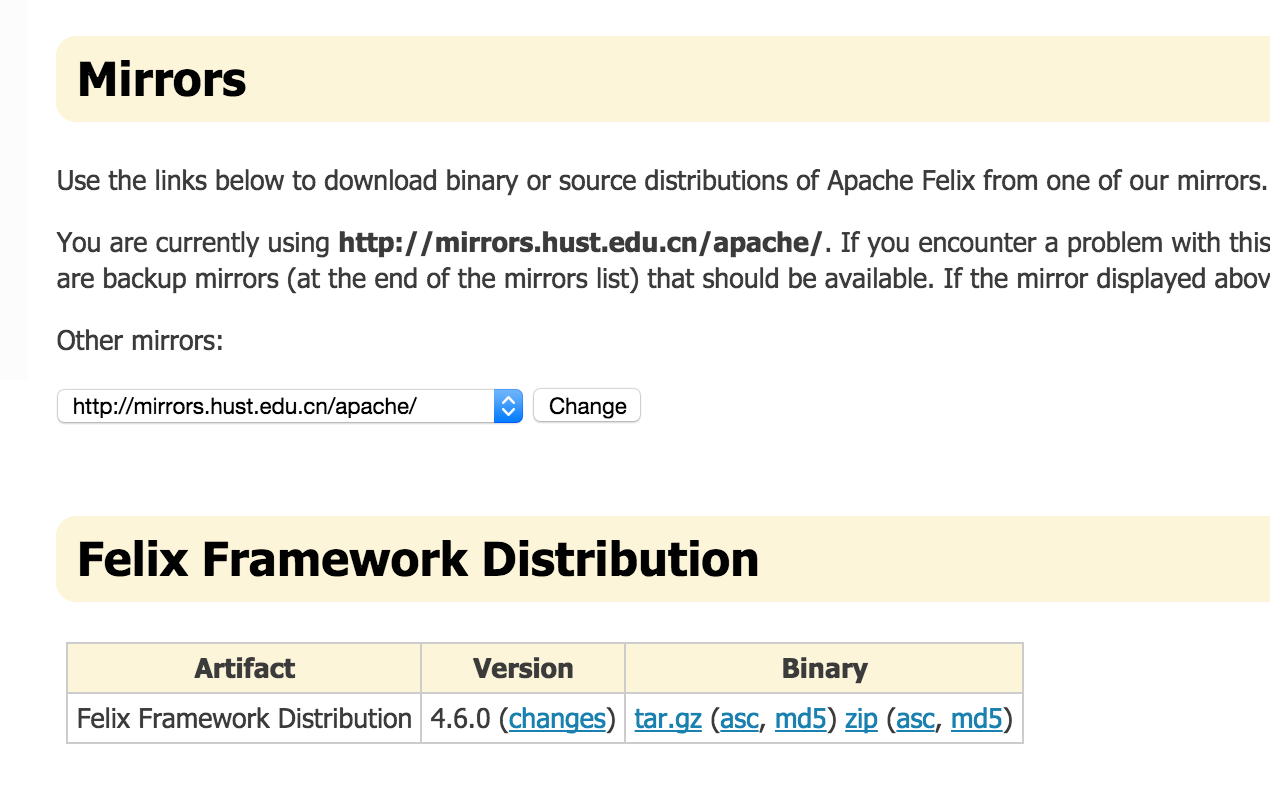 Mirrors
Use the links below to download binary or source distributions of Apache Felix from one of our mirrors.
You are currently using http://mirrors.hust.edu.cn/apache/. If you encounter a problem with this
are backup mirrors (at the end of the mirrors list) that should be available. If the mirror displayed abov
Other mirrors:
http://mirrors.hust.edu.cn/apache/ Change
Felix Framework Distribution
Artifact Version Binary
Felix Framework Distribution 4.6.0 (changes) tar.gz (asc, md5) zip (asc, md5)